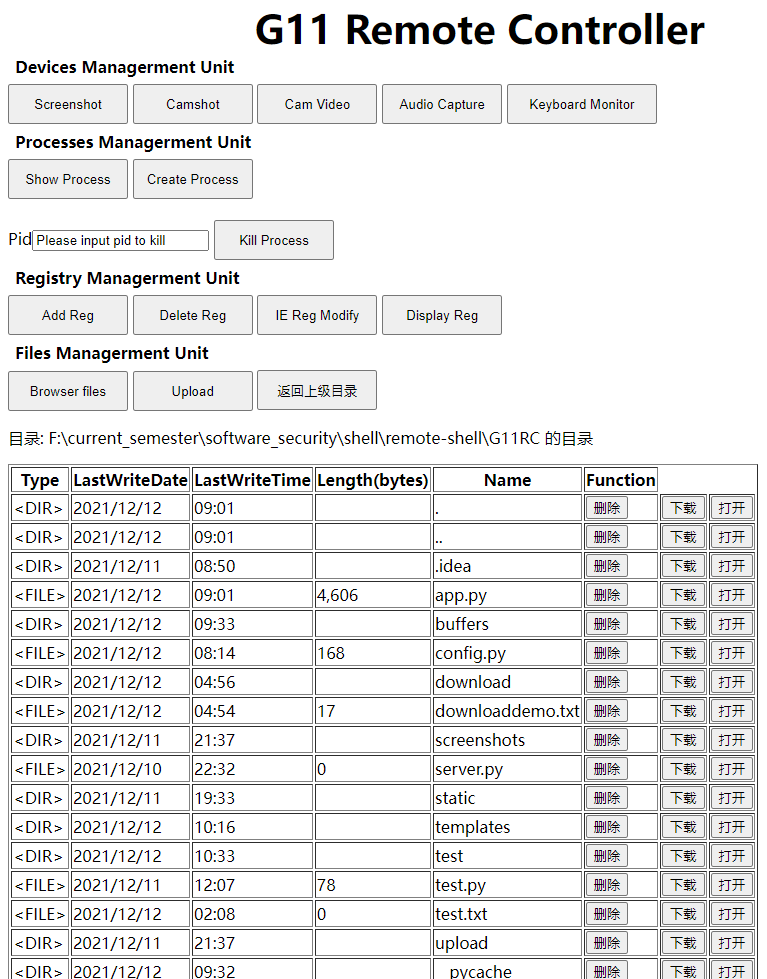 G11 Remote Controller
Devices Managerment Unit
Screenshot Camshot Cam Video Audio Capture Keyboard Monitor
Processes Managerment Unit
Show Process Create Process
Pid Please input pid to kill Kill Process
Registry Managerment Unit
Add Reg Delete Reg IE Reg Modify Display Reg
Files Managerment Unit
Browser files Upload 返回上级目录
目录: F:\current_semester\software_security\shell\remote-shell\G11RC 的目录
Type LastWriteDate LastWriteTime Length(bytes) Name Function
<DIR> 2021/12/12 09:01 . 删除 下载 打开
<DIR> 2021/12/12 09:01 .. 删除 下载 打开
<DIR> 2021/12/11 08:50 .idea 删除 下载 打开
<FILE> 2021/12/12 09:01 4,606 app.py 删除 下载 打开
<DIR> 2021/12/12 09:33 buffers 删除 下载 打开
<FILE> 2021/12/12 08:14 168 config.py 删除 下载 打开
<DIR> 2021/12/12 04:56 download 删除 下载 打开
<FILE> 2021/12/12 04:54 17 downloaddemo.txt 删除 下载 打开
<DIR> 2021/12/11 21:37 screenshots 删除 下载 打开
<FILE> 2021/12/10 22:32 0 server.py 删除 下载 打开
<DIR> 2021/12/11 19:33 static 删除 下载 打开
<DIR> 2021/12/12 10:16 templates 删除 下载 打开
<DIR> 2021/12/12 10:33 test 删除 下载 打开
<FILE> 2021/12/11 12:07 78 test.py 删除 下载 打开
<FILE> 2021/12/12 02:08 0 test.txt 删除 下载 打开
<DIR> 2021/12/11 21:37 upload 删除 下载 打开
<DIR> 2021/12/12 09:32 pycache 删除 下载 打开